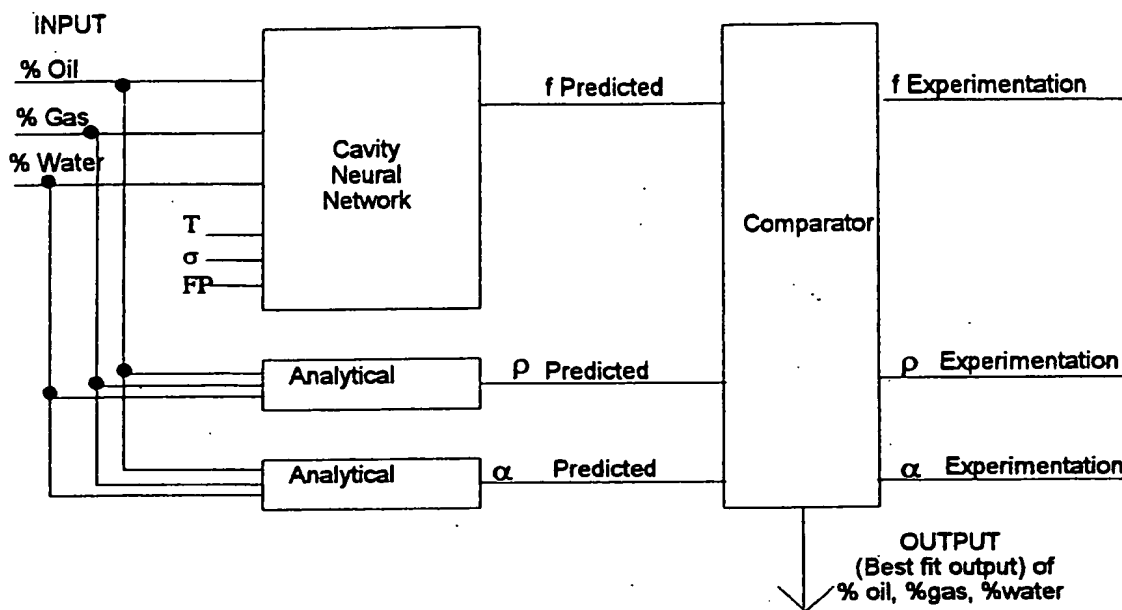 INPUT
% Oil
% Gas
% Water
T
σ
FP
Cavity
Neural
Network
f Predicted
Comparator
f Experimentation
Analytical
ρ Predicted
ρ Experimentation
Analytical
α Predicted
α Experimentation
OUTPUT
(Best fit output) of
% oil, %gas, %water